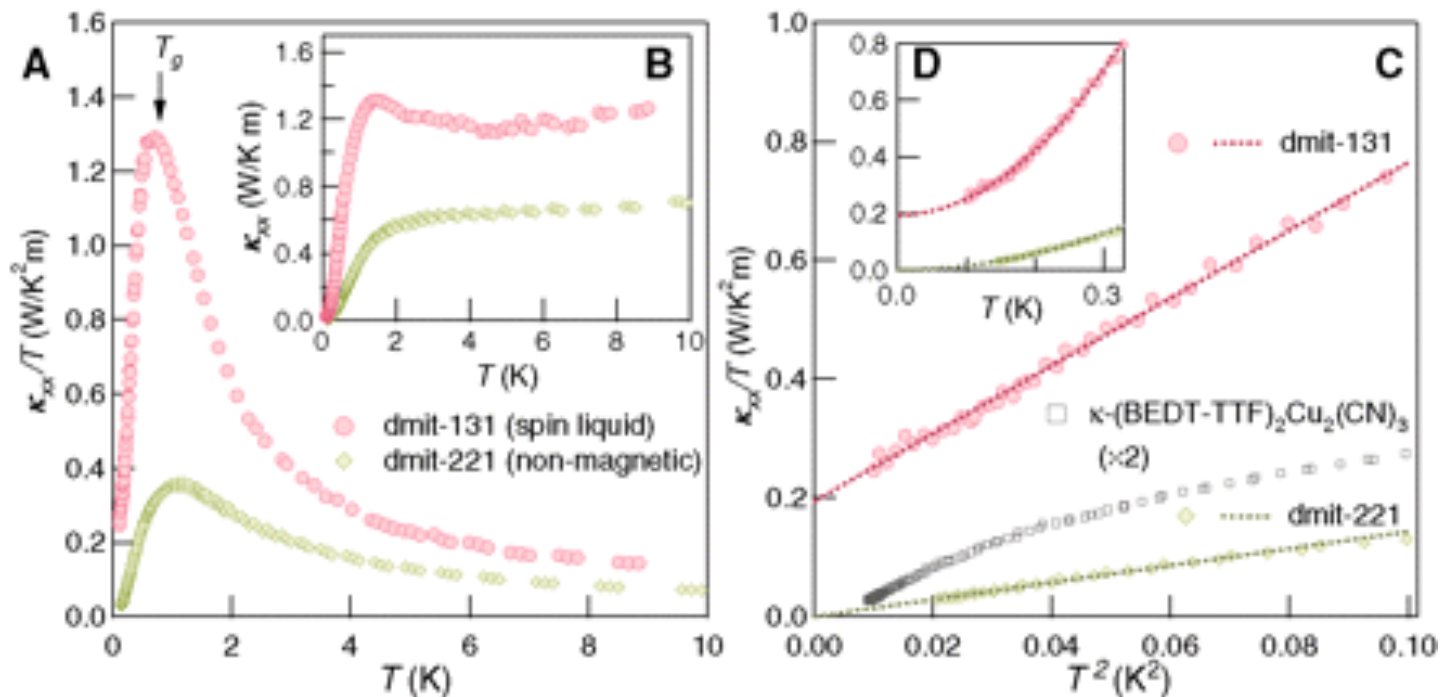 A
T_g
B
κ_xx/T (W/K²m)
1.6
1.4
1.2
1.0
0.8
0.6
0.4
0.2
0.0
0
2
4
6
8
10
T (K)
κ_xx (W/K m)
1.6
1.2
0.8
0.4
0.0
0
2
4
6
8
10
T (K)
dmit-131 (spin liquid)
dmit-221 (non-magnetic)
C
D
κ_xx/T (W/K²m)
1.0
0.8
0.6
0.4
0.2
0.0
0.00
0.02
0.04
0.06
0.08
0.10
T² (K²)
0.8
0.6
0.4
0.2
0.0
0.0
0.3
T (K)
dmit-131
κ-(BEDT-TTF)₂Cu₂(CN)₃
(×2)
dmit-221